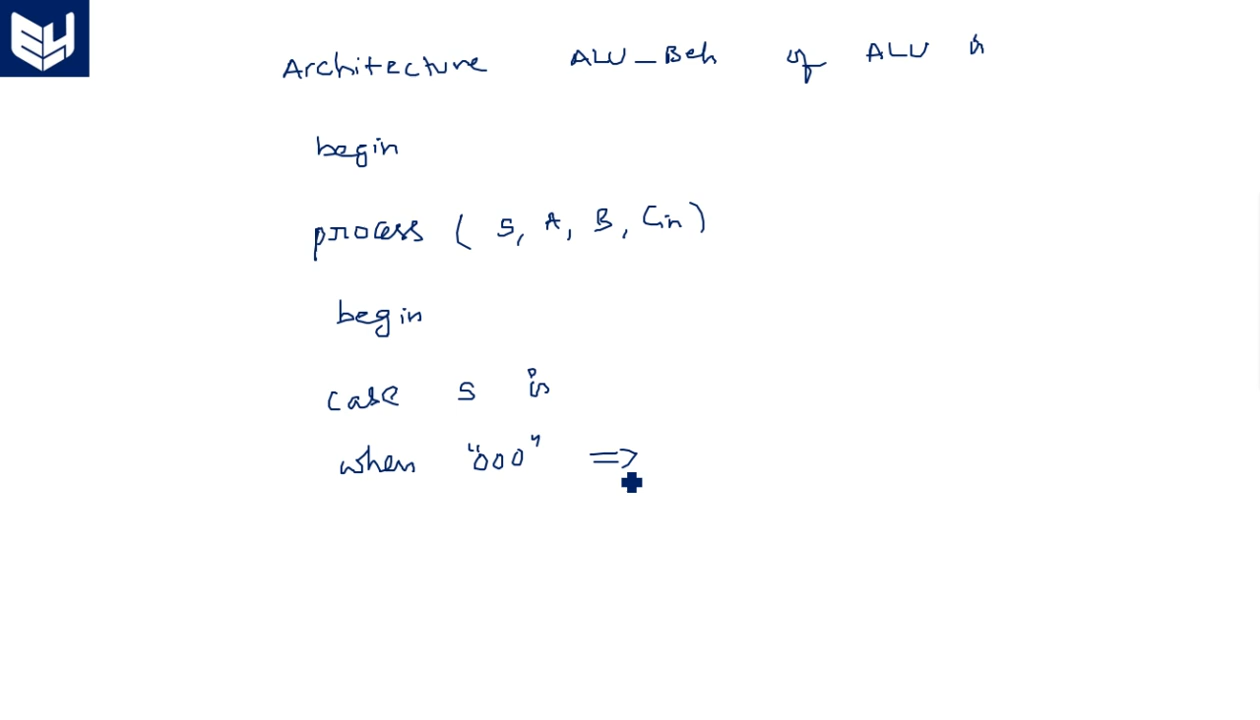 Architecture ALU_Beh of ALU is
begin
process ( S, A, B, Cin)
begin
case S is
when "000" =>